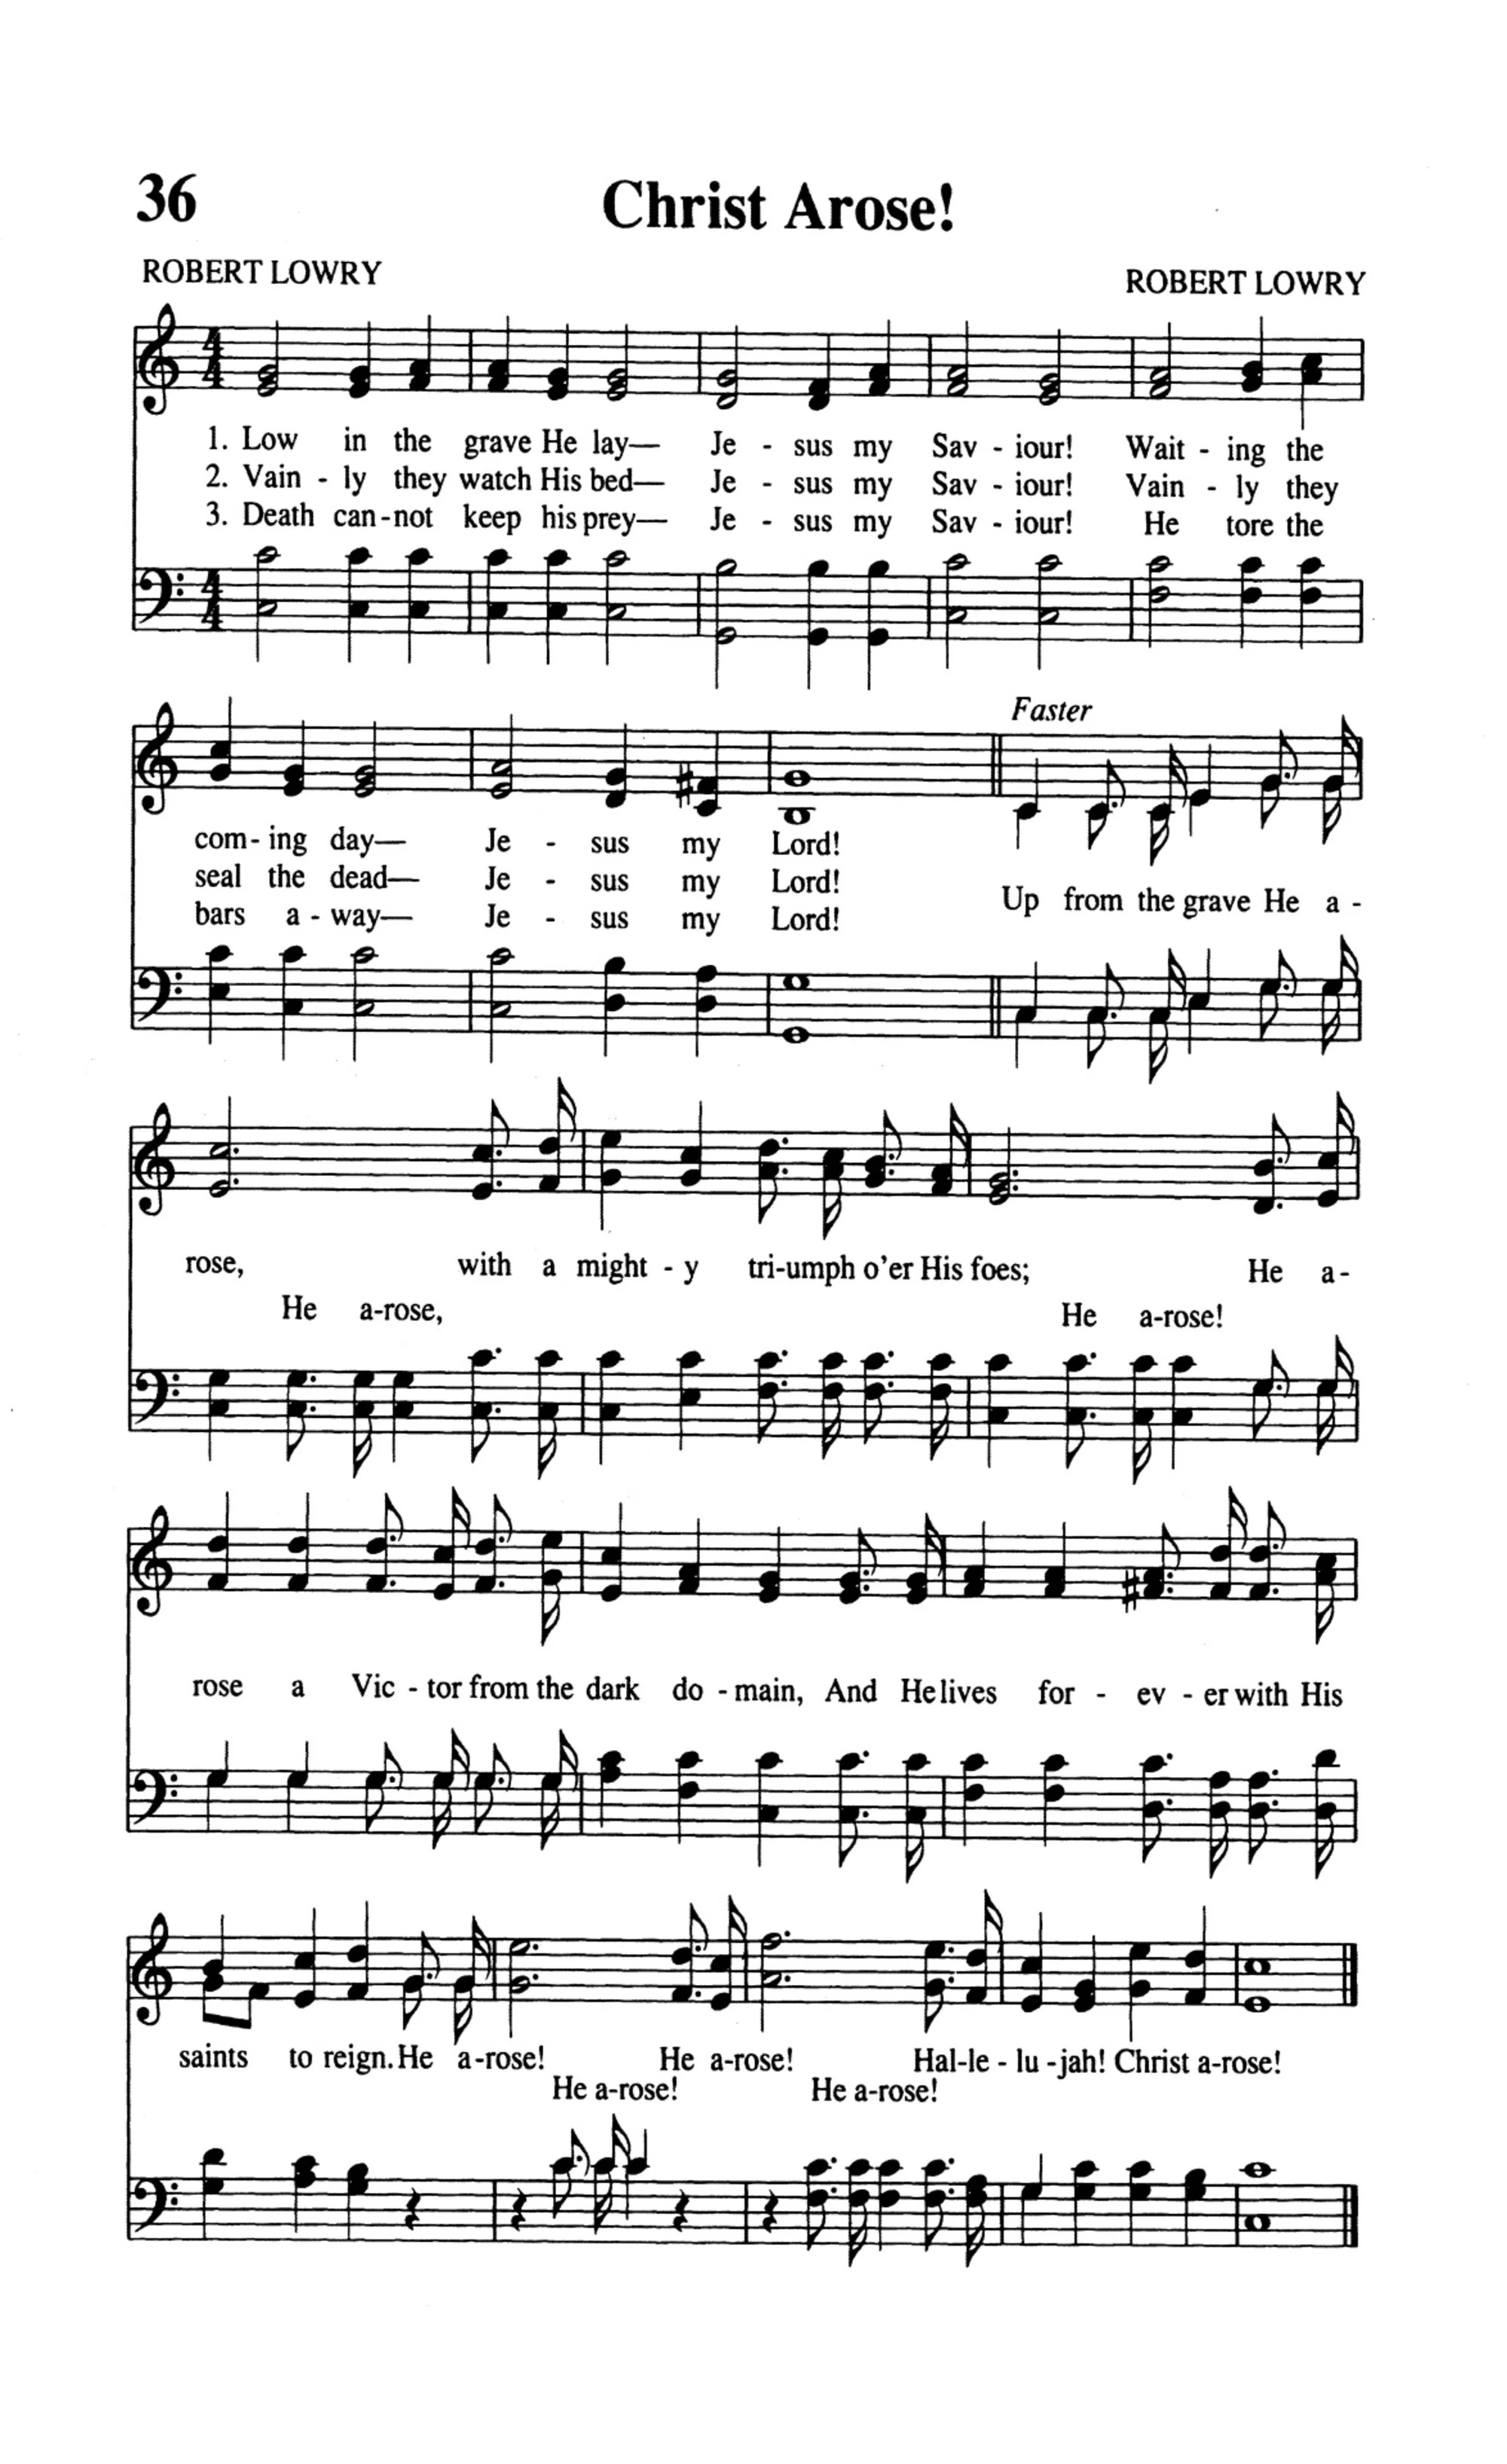 36
Christ Arose!
ROBERT LOWRY
ROBERT LOWRY
1. Low in the grave He lay— Je - sus my Sav - iour! Wait - ing the
2. Vain - ly they watch His bed— Je - sus my Sav - iour! Vain - ly they
3. Death can-not keep his prey— Je - sus my Sav - iour! He tore the
Faster
com- ing day— Je - sus my Lord!
seal the dead— Je - sus my Lord!
bars a - way— Je - sus my Lord!
Up from the grave He a -
rose, with a might - y tri-umph o'er His foes; He a-
He a-rose, He a-rose!
rose a Vic - tor from the dark do - main, And He lives for - ev - er with His
saints to reign. He a-rose! He a-rose! Hal-le - lu -jah! Christ a-rose!
He a-rose! He a-rose!